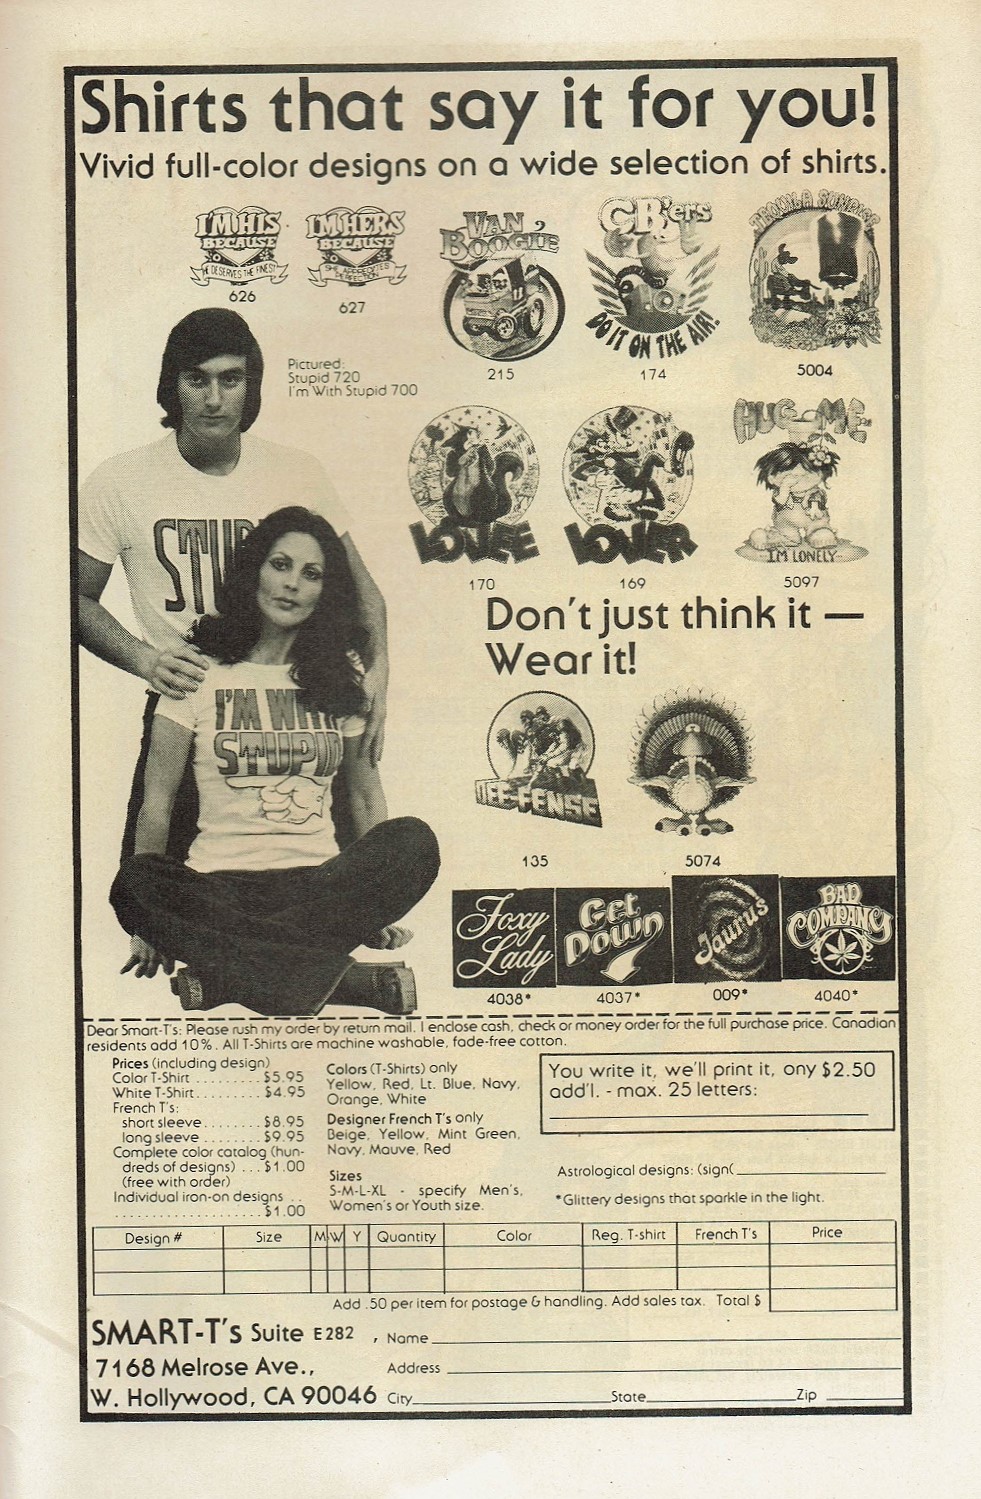 Shirts that say it for you!
Vivid full-color designs on a wide selection of shirts.
I'M HIS
BECAUSE
HE DESERVES THE FINEST
626
I'M HERS
BECAUSE
SHE APPRECIATES
PERFECTION
627
VAN
BOOGIE
215
CB'ers
DO IT ON THE AIR!
174
TEQUILA SUNRISE
5004
Pictured:
Stupid 720
I'm With Stupid 700
LOVEE
170
LOVER
169
HUG ME
I'M LONELY
5097
STUP
I'M WITH
STUPID
Don't just think it —
Wear it!
DEE-FENSE
135
5074
Foxy
Lady
4038*
Get
Down
4037*
Taurus
009*
BAD
COMPANY
4040*
Dear Smart-T's: Please rush my order by return mail. I enclose cash, check or money order for the full purchase price. Canadian
residents add 10%. All T-Shirts are machine washable, fade-free cotton.
Prices (including design)
Color T-Shirt ......... $5.95
White T-Shirt ......... $4.95
French T's:
short sleeve ........ $8.95
long sleeve ........ $9.95
Complete color catalog (hun-
dreds of designs) ... $1.00
(free with order)
Individual iron-on designs ..
...................... $1.00
Colors (T-Shirts) only
Yellow, Red, Lt. Blue, Navy,
Orange, White
Designer French T's only
Beige, Yellow, Mint Green,
Navy, Mauve, Red
Sizes
S-M-L-XL - specify Men's,
Women's or Youth size.
You write it, we'll print it, ony $2.50
add'l. - max. 25 letters:
Astrological designs: (sign(
*Glittery designs that sparkle in the light.
Design # Size M W Y Quantity Color Reg. T-shirt French T's Price
Add .50 per item for postage & handling. Add sales tax. Total $
SMART-T's Suite E282 , Name
7168 Melrose Ave., Address
W. Hollywood, CA 90046 City State Zip